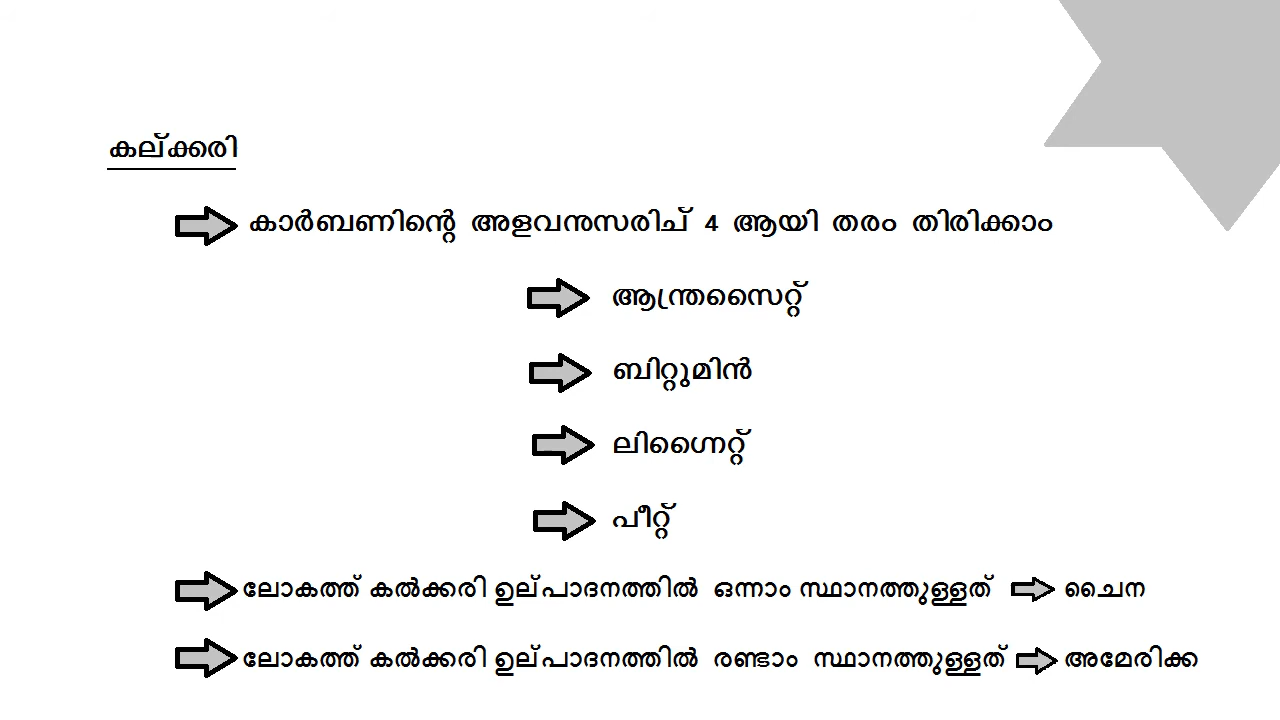 കല്ക്കരി
കാർബണിന്റെ അളവനുസരിച് 4 ആയി തരം തിരിക്കാം
ആന്ത്രസൈറ്റ്
ബിറ്റുമിൻ
ലിഗ്നൈറ്റ്
പീറ്റ്
ലോകത്ത് കൽക്കരി ഉല്പാദനത്തിൽ ഒന്നാം സ്ഥാനത്തുള്ളത് ചൈന
ലോകത്ത് കൽക്കരി ഉല്പാദനത്തിൽ രണ്ടാം സ്ഥാനത്തുള്ളത് അമേരിക്ക